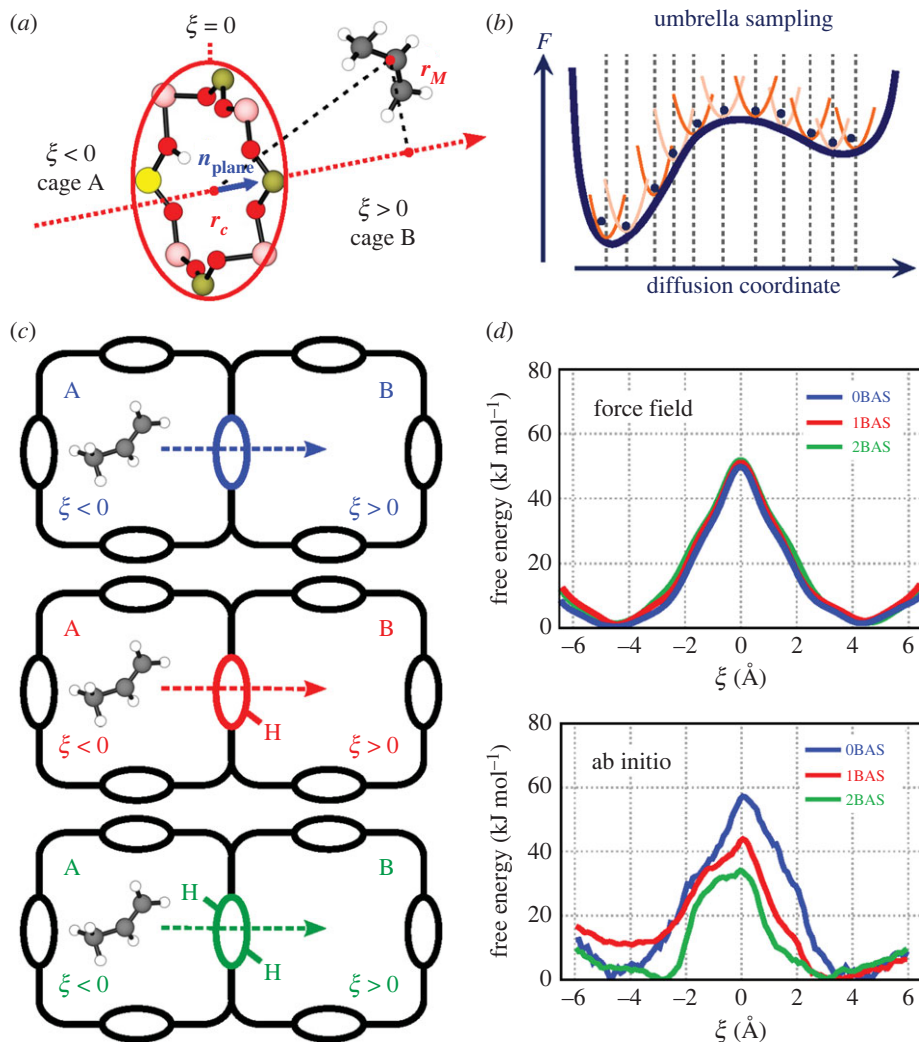 (a)
ξ = 0
r_M
ξ < 0
cage A
n_plane
r_c
ξ > 0
cage B
(b)
umbrella sampling
F
diffusion coordinate
(c)
A
B
ξ < 0
ξ > 0
A
B
H
ξ < 0
ξ > 0
A
B
H
H
ξ < 0
ξ > 0
(d)
80
60
40
20
0
free energy (kJ mol⁻¹)
force field
0BAS
1BAS
2BAS
–6 –4 –2 0 2 4 6
ξ (Å)
80
60
40
20
0
free energy (kJ mol⁻¹)
ab initio
0BAS
1BAS
2BAS
–6 –4 –2 0 2 4 6
ξ (Å)